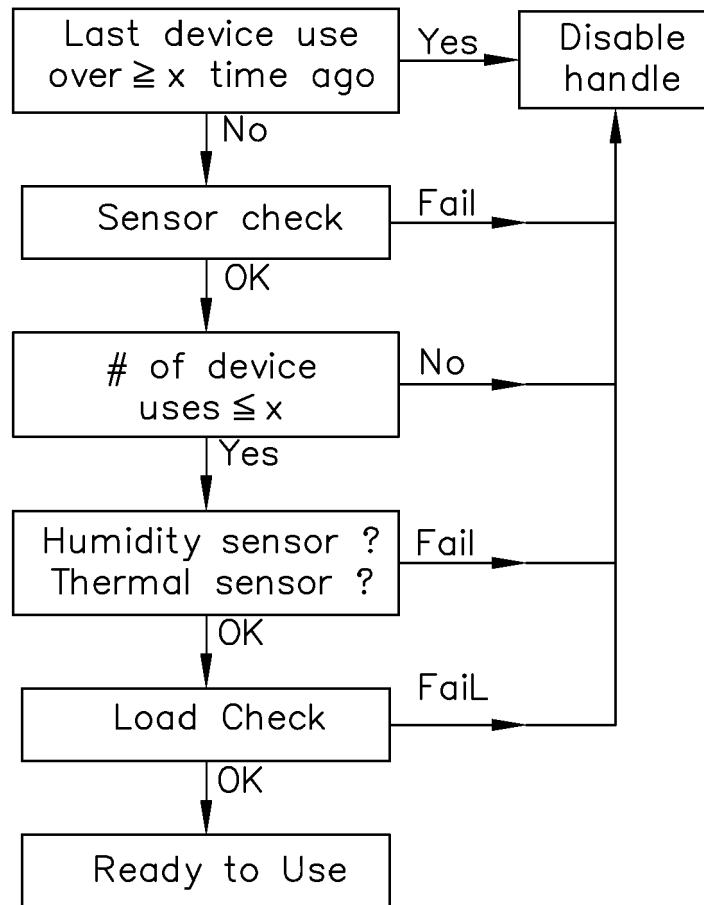 Last device use
over ≧ x time ago
Yes
Disable
handle
No
Sensor check
Fail
OK
# of device
uses ≦ x
No
Yes
Humidity sensor ?
Thermal sensor ?
Fail
OK
Load Check
FaiL
OK
Ready to Use